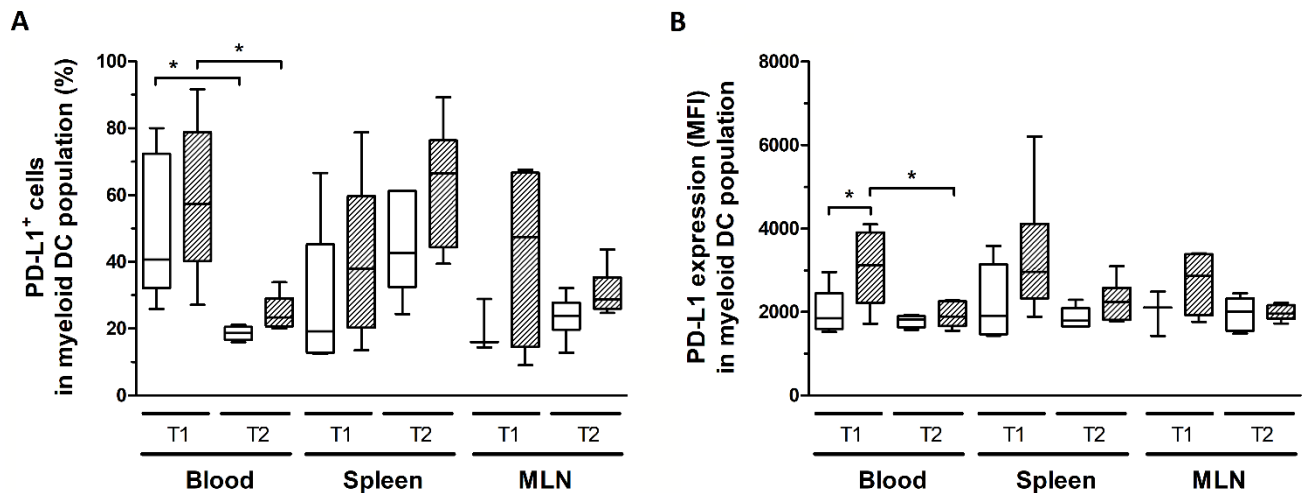 A
PD-L1+ cells
in myeloid DC population (%)
100
80
60
40
20
0
*
*
T1
T2
T1
T2
T1
T2
Blood
Spleen
MLN
B
PD-L1 expression (MFI)
in myeloid DC population
8000
6000
4000
2000
0
*
*
T1
T2
T1
T2
T1
T2
Blood
Spleen
MLN